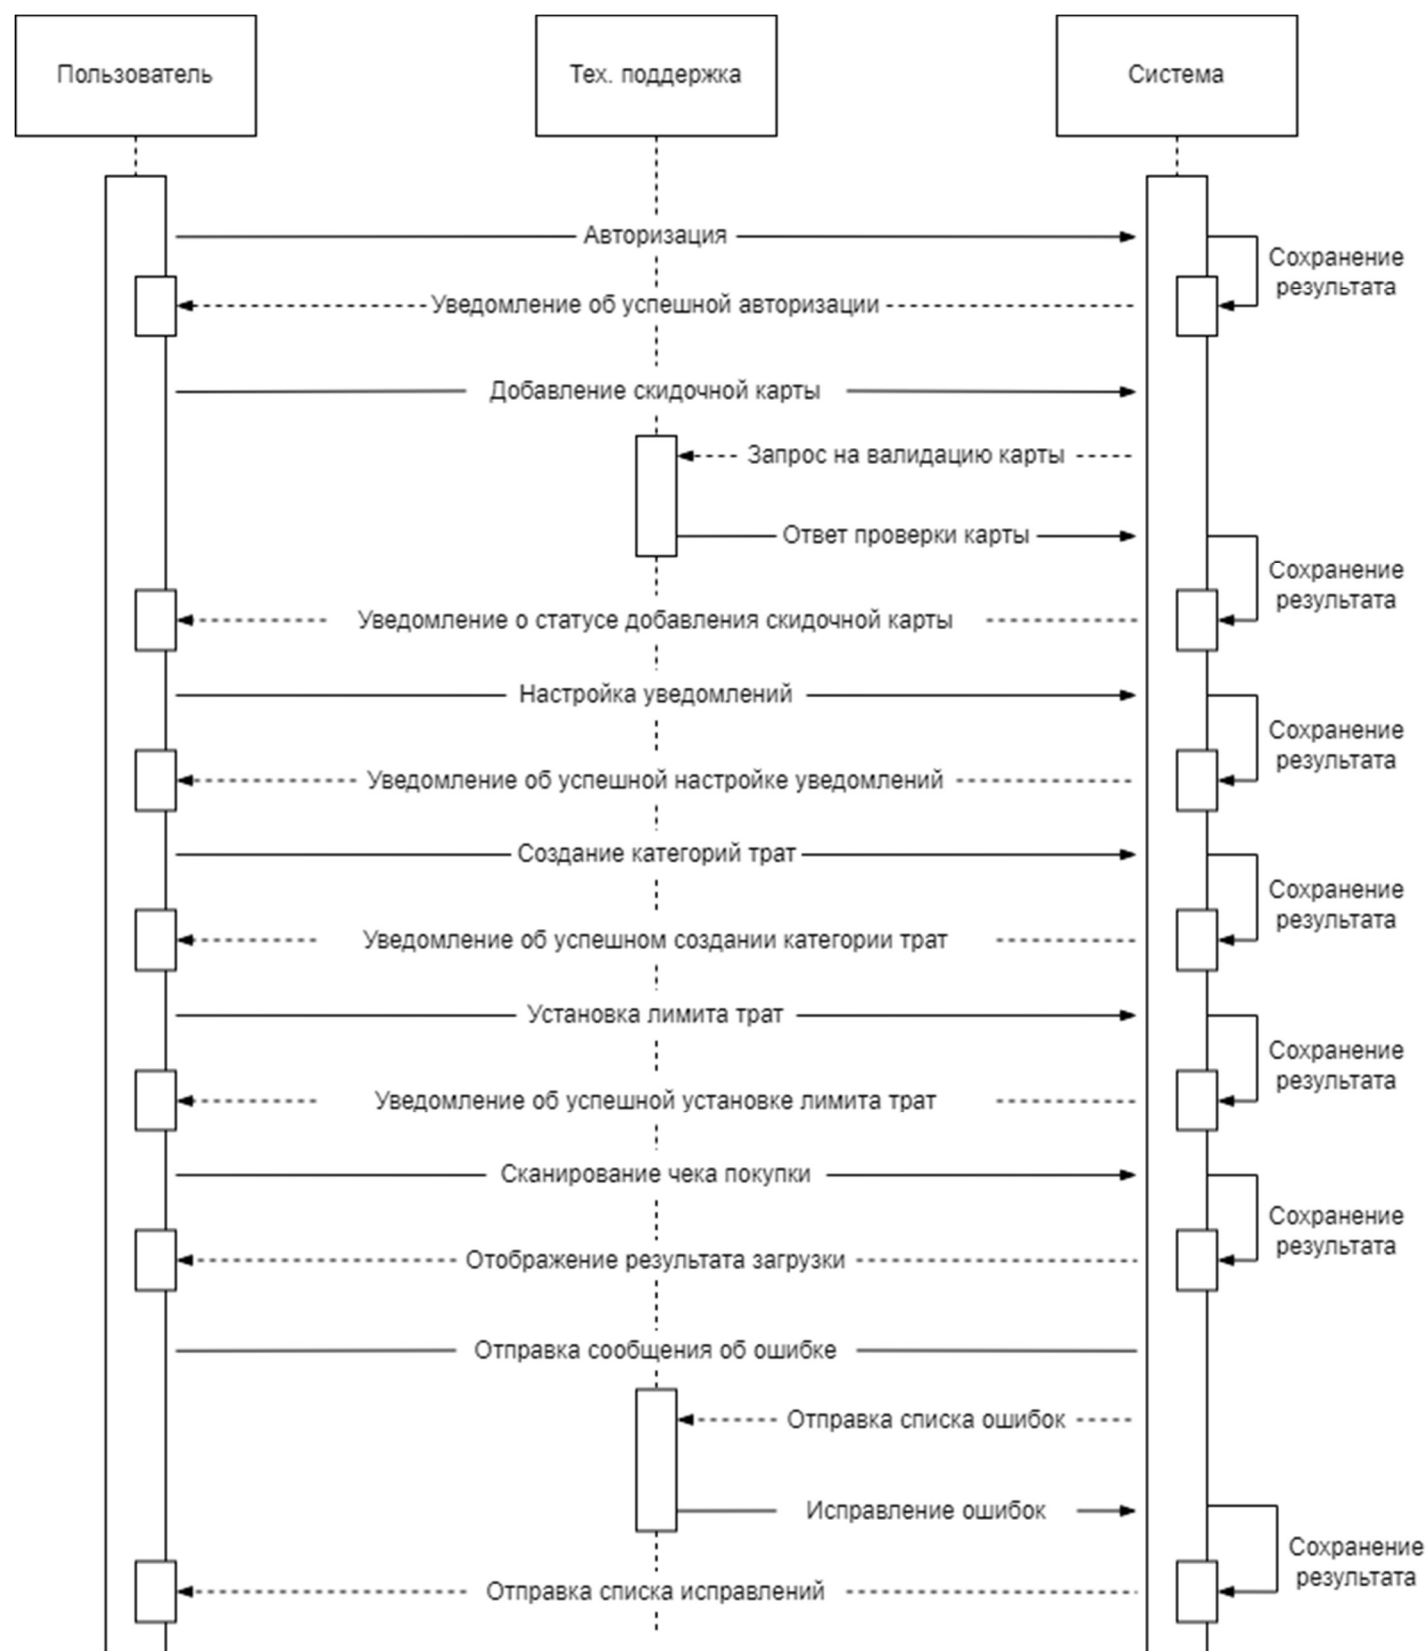 Пользователь
Тех. поддержка
Система
Авторизация
Сохранение
результата
Уведомление об успешной авторизации
Добавление скидочной карты
Запрос на валидацию карты
Ответ проверки карты
Сохранение
результата
Уведомление о статусе добавления скидочной карты
Настройка уведомлений
Сохранение
результата
Уведомление об успешной настройке уведомлений
Создание категорий трат
Сохранение
результата
Уведомление об успешном создании категории трат
Установка лимита трат
Сохранение
результата
Уведомление об успешной установке лимита трат
Сканирование чека покупки
Сохранение
результата
Отображение результата загрузки
Отправка сообщения об ошибке
Отправка списка ошибок
Исправление ошибок
Сохранение
результата
Отправка списка исправлений